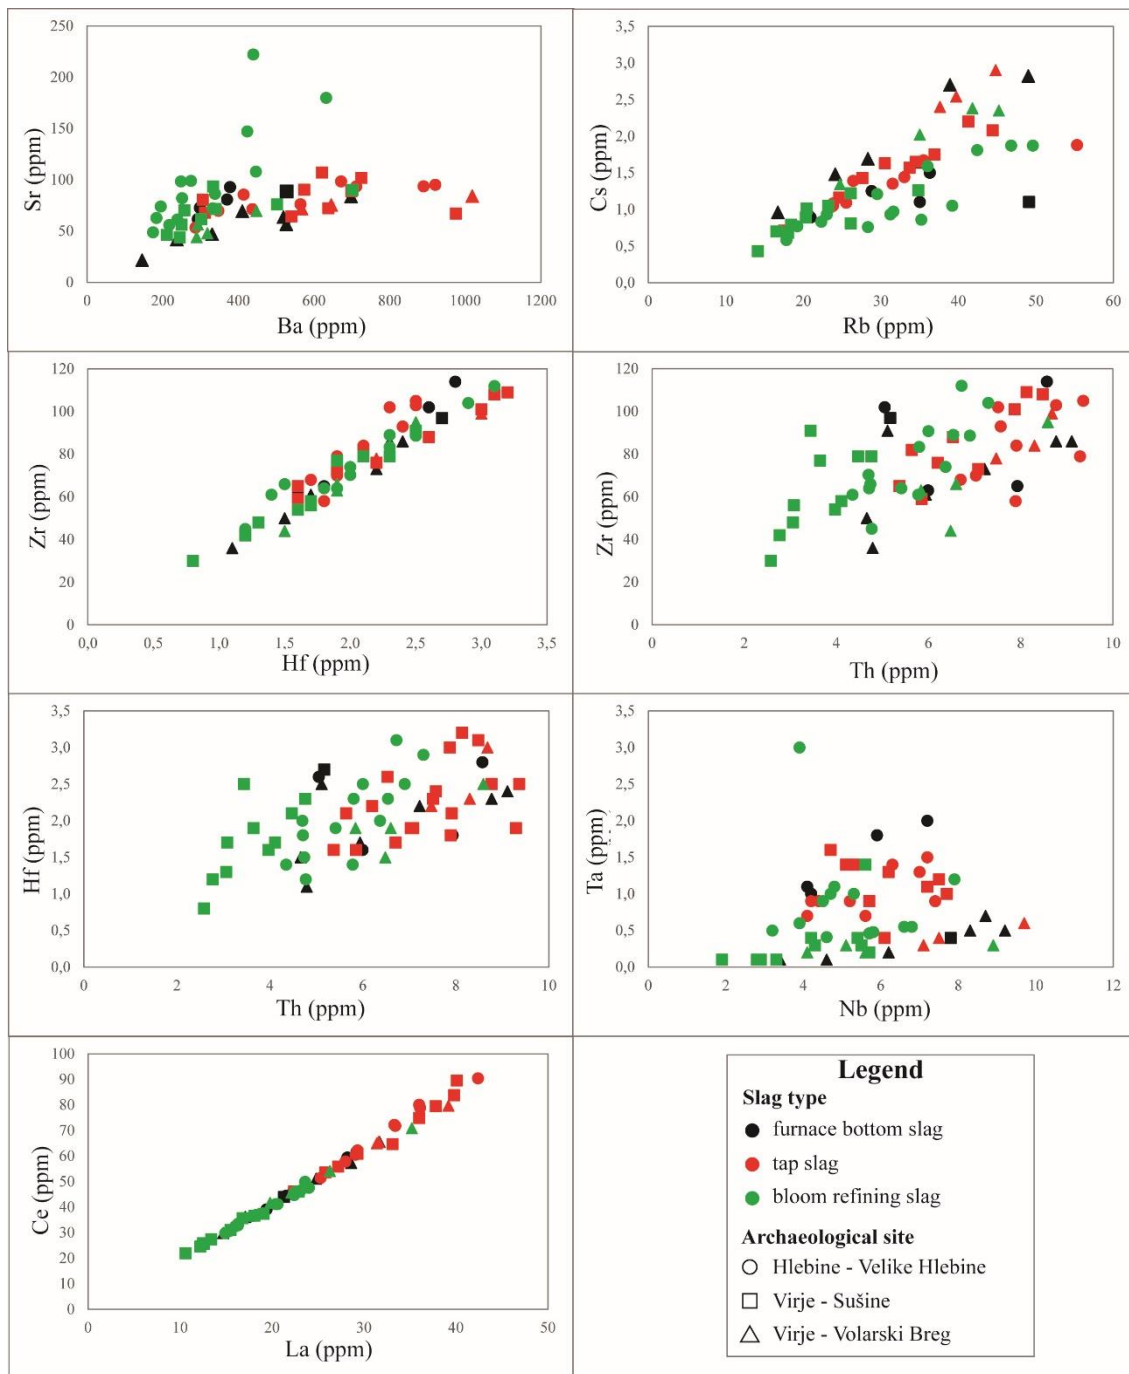 250
200
150
100
50
0
Sr (ppm)
0 200 400 600 800 1000 1200
Ba (ppm)
3,5
3,0
2,5
2,0
1,5
1,0
0,5
0,0
Cs (ppm)
0 10 20 30 40 50 60
Rb (ppm)
120
100
80
60
40
20
0
Zr (ppm)
0,0 0,5 1,0 1,5 2,0 2,5 3,0 3,5
Hf (ppm)
120
100
80
60
40
20
0
Zr (ppm)
0 2 4 6 8 10
Th (ppm)
3,5
3,0
2,5
2,0
1,5
1,0
0,5
0,0
Hf (ppm)
0 2 4 6 8 10
Th (ppm)
3,5
3,0
2,5
2,0
1,5
1,0
0,5
0,0
Ta (ppm)
0 2 4 6 8 10 12
Nb (ppm)
100
90
80
70
60
50
40
30
20
10
0
Ce (ppm)
0 10 20 30 40 50
La (ppm)
Legend
Slag type
furnace bottom slag
tap slag
bloom refining slag
Archaeological site
Hlebine - Velike Hlebine
Virje - Sušine
Virje - Volarski Breg